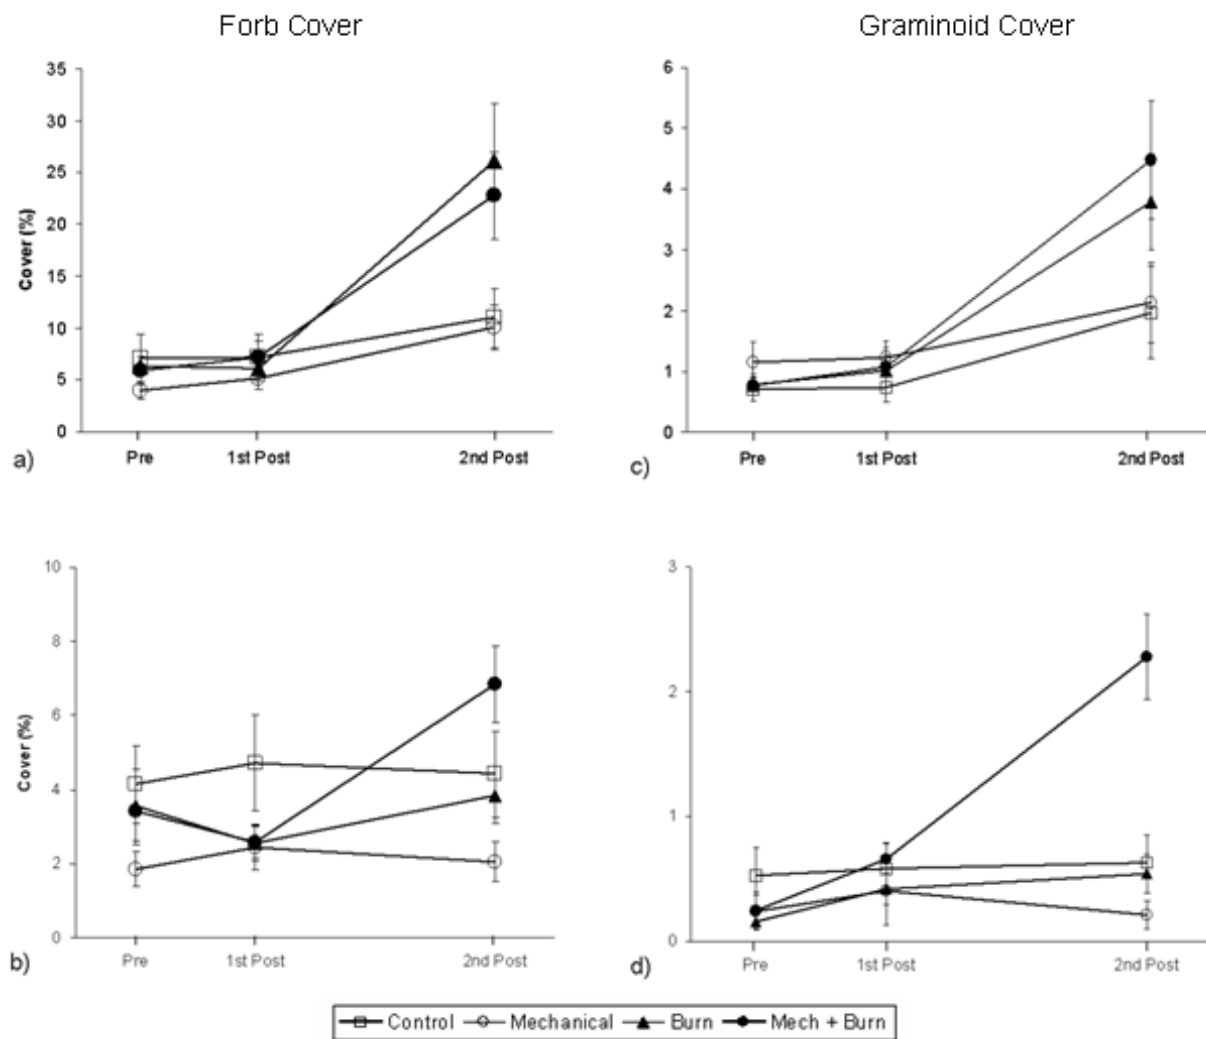 Forb Cover
Graminoid Cover
35
30
25
20
15
10
5
0
Cover (%)
Pre
1st Post
2nd Post
a)
6
5
4
3
2
1
0
Pre
1st Post
2nd Post
c)
10
8
6
4
2
0
Cover (%)
Pre
1st Post
2nd Post
b)
3
2
1
0
Pre
1st Post
2nd Post
d)
Control Mechanical Burn Mech + Burn